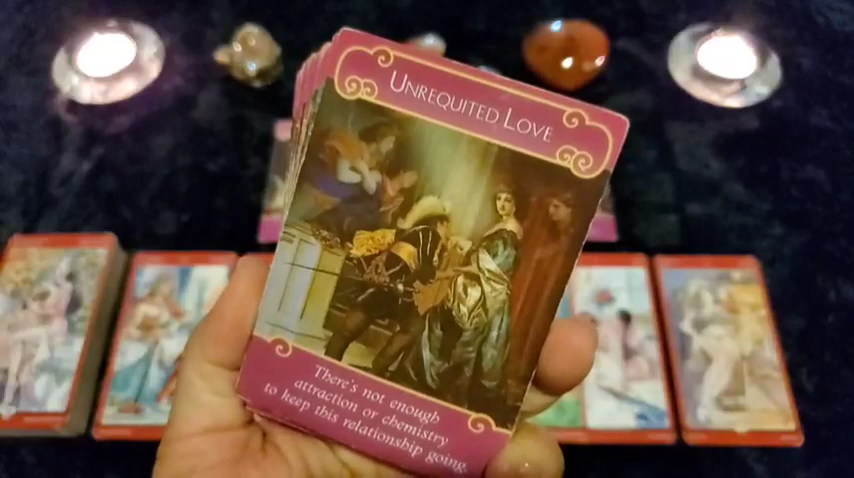 UNREQUITED LOVE
There's not enough
attraction or chemistry
to keep this relationship going.